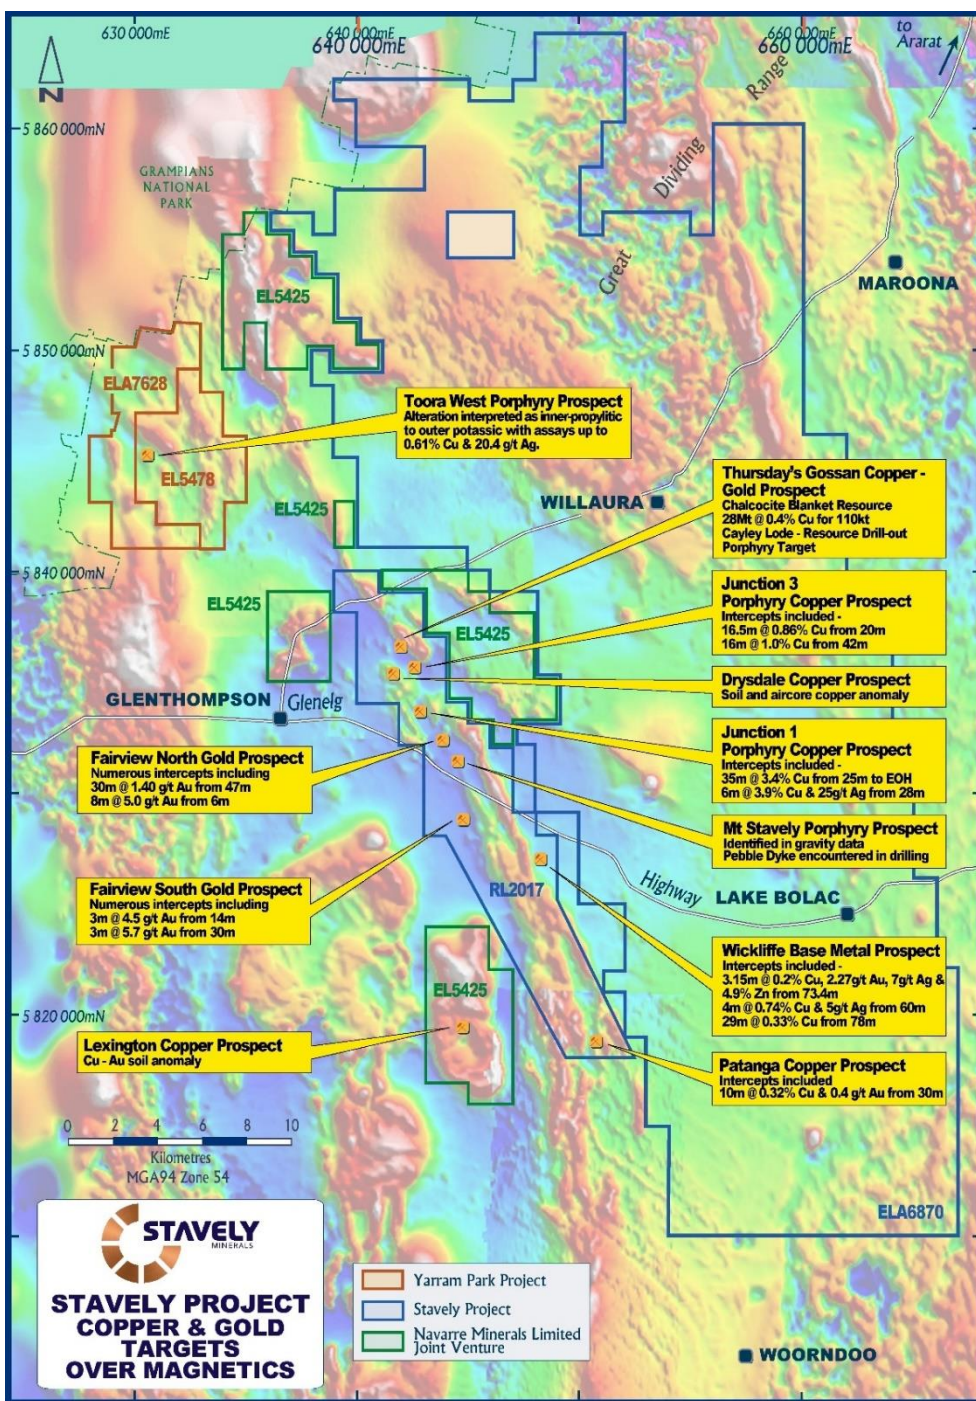 630 000mE
640 000mE
640 000mE
660 000mE
660 000mE
to
Ararat
N
5 860 000mN
GRAMPIANS
NATIONAL
PARK
Great
Dividing
Range
MAROONA
EL5425
5 850 000mN
ELA7628
EL5478
Toora West Porphyry Prospect
Alteration interpreted as inner-propylitic
to outer potassic with assays up to
0.61% Cu & 20.4 g/t Ag.
WILLAURA
EL5425
Thursday's Gossan Copper -
Gold Prospect
Chalcocite Blanket Resource
28Mt @ 0.4% Cu for 110kt
Cayley Lode - Resource Drill-out
Porphyry Target
5 840 000mN
EL5425
EL5425
Junction 3
Porphyry Copper Prospect
Intercepts included -
16.5m @ 0.86% Cu from 20m
16m @ 1.0% Cu from 42m
Drysdale Copper Prospect
Soil and aircore copper anomaly
GLENTHOMPSON
Glenelg
Junction 1
Porphyry Copper Prospect
Intercepts included -
35m @ 3.4% Cu from 25m to EOH
6m @ 3.9% Cu & 25g/t Ag from 28m
Fairview North Gold Prospect
Numerous intercepts including
30m @ 1.40 g/t Au from 47m
8m @ 5.0 g/t Au from 6m
Mt Stavely Porphyry Prospect
Identified in gravity data
Pebble Dyke encountered in drilling
Fairview South Gold Prospect
Numerous intercepts including
3m @ 4.5 g/t Au from 14m
3m @ 5.7 g/t Au from 30m
RL2017
Highway
LAKE BOLAC
Wickliffe Base Metal Prospect
Intercepts included -
3.15m @ 0.2% Cu, 2.27g/t Au, 7g/t Ag &
4.9% Zn from 73.4m
4m @ 0.74% Cu & 5g/t Ag from 60m
29m @ 0.33% Cu from 78m
EL5425
5 820 000mN
Lexington Copper Prospect
Cu - Au soil anomaly
Patanga Copper Prospect
Intercepts included
10m @ 0.32% Cu & 0.4 g/t Au from 30m
0 2 4 6 8 10
Kilometres
MGA94 Zone 54
ELA6870
STAVELY
MINERALS
STAVELY PROJECT
COPPER & GOLD
TARGETS
OVER MAGNETICS
Yarram Park Project
Stavely Project
Navarre Minerals Limited
Joint Venture
WOORNDOO